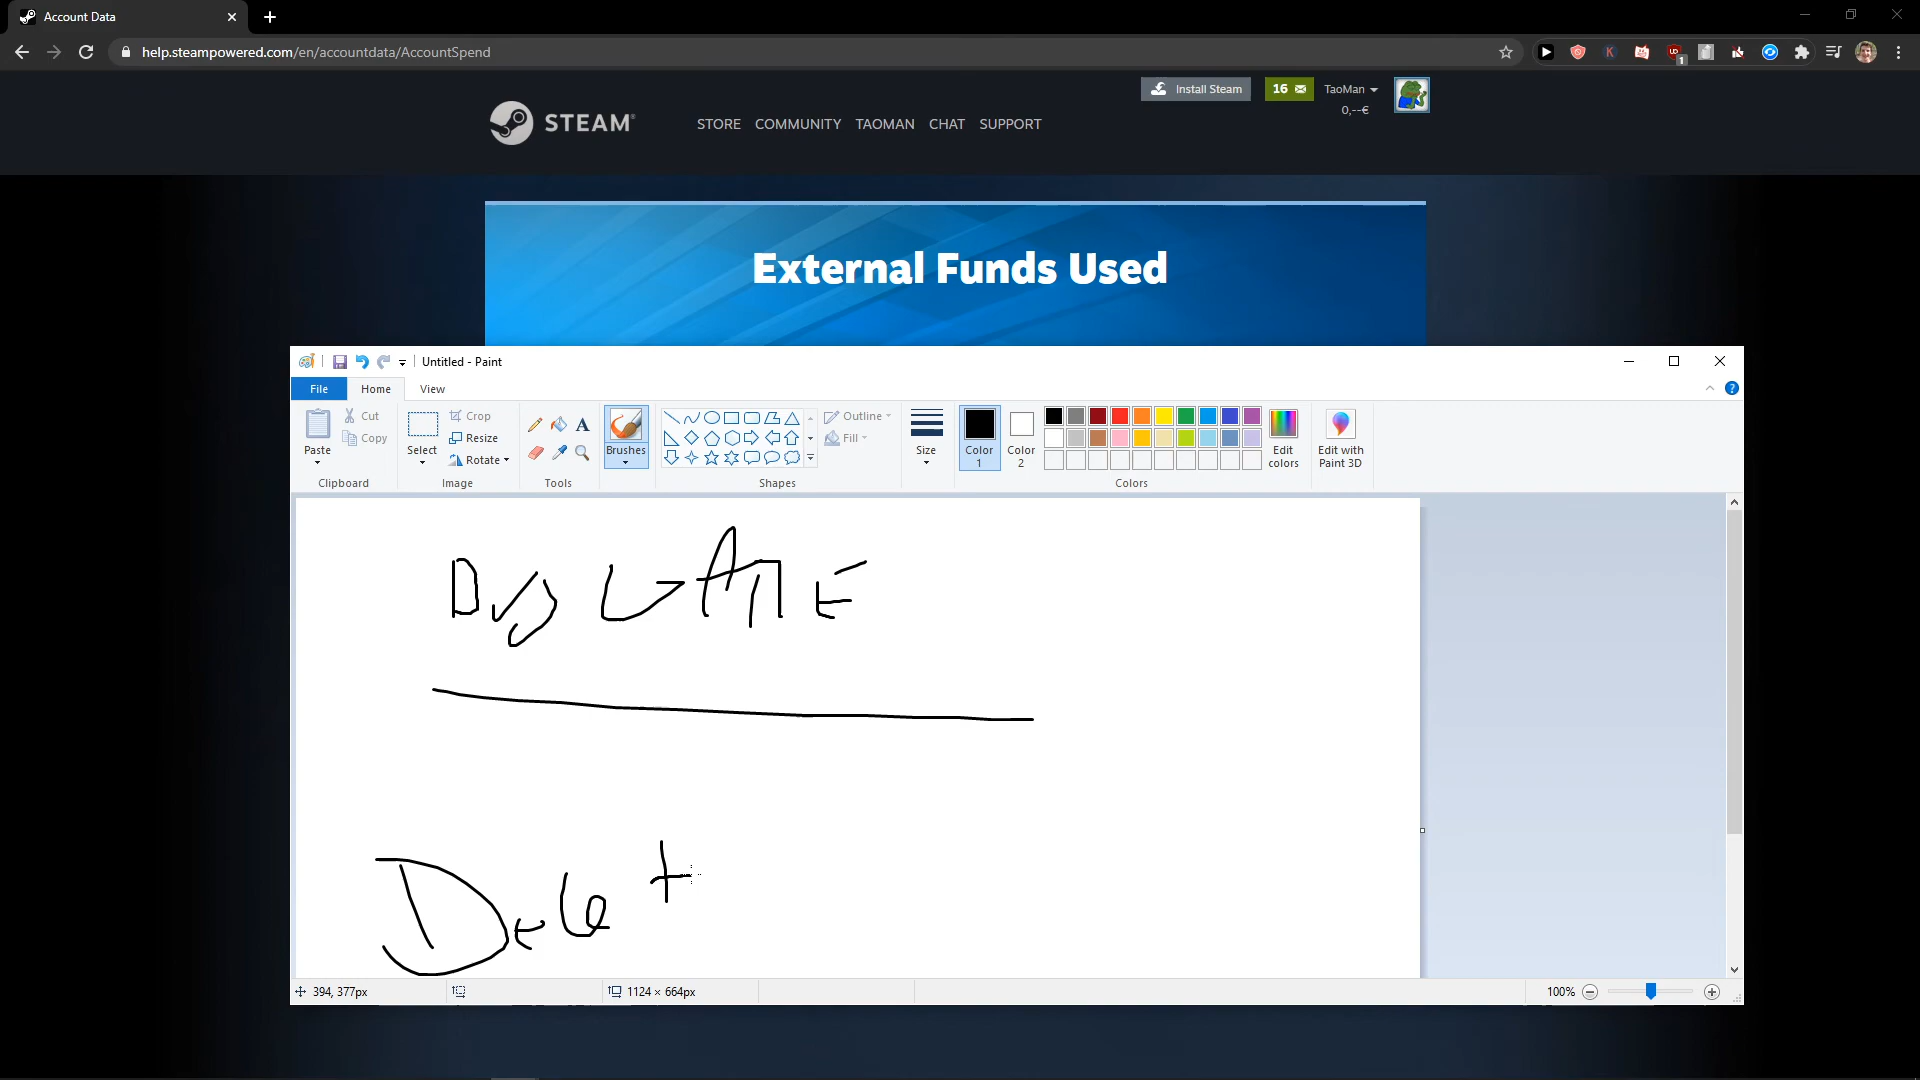 Account Data
help.steampowered.com/en/accountdata/AccountSpend
1
Install Steam
16
TaoMan
0,--€
STEAM
STORE COMMUNITY TAOMAN CHAT SUPPORT
External Funds Used
Untitled - Paint
File Home View
Paste
Cut
Copy
Clipboard
Select
Crop
Resize
Rotate
Image
A
Tools
Brushes
Outline
Fill
Shapes
Size
Color 1
Color 2
Edit colors
Colors
Edit with Paint 3D
Delet
394, 377px
1124 × 664px
100%